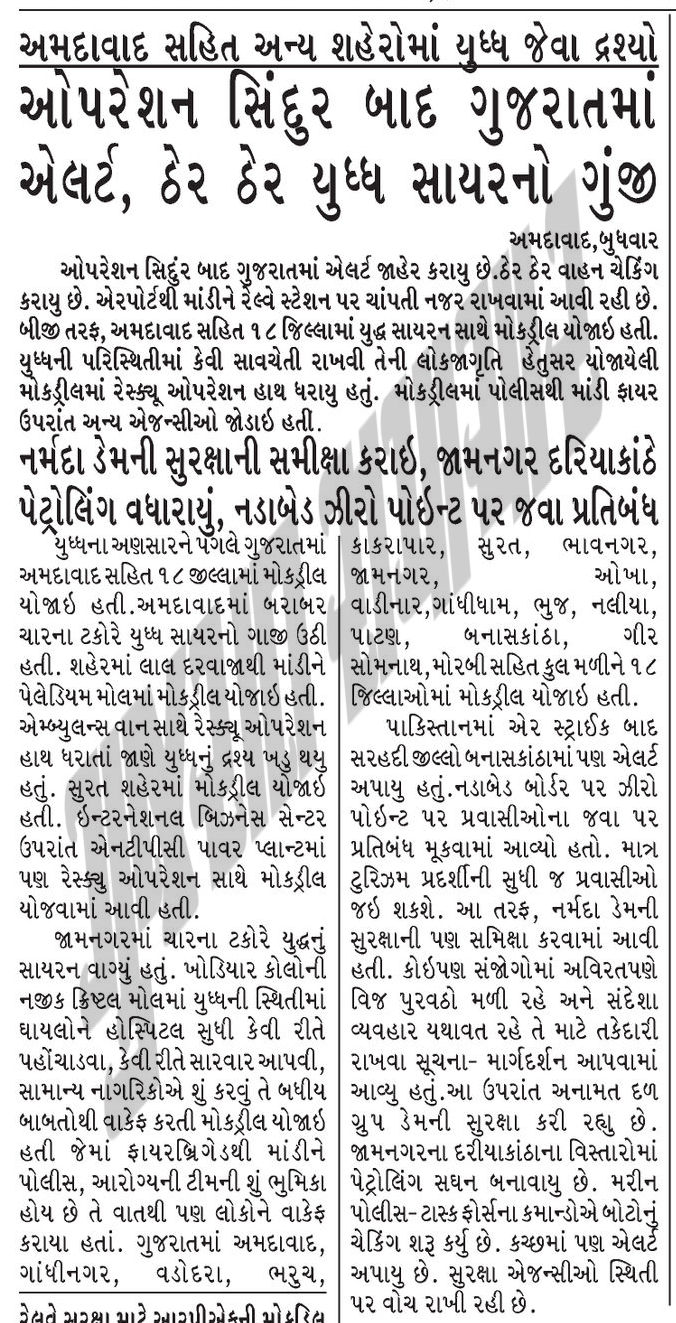 અમદાવાદ સહિત અન્ય શહેરોમાં યુધ્ધ જેવા દ્રશ્યો
ઓપરેશન સિંદુર બાદ ગુજરાતમાં
એલર્ટ, ઠેર ઠેર યુધ્ધ સાયરનો ગુંજી
અમદાવાદ,બુધવાર
ઓપરેશન સિદુંર બાદ ગુજરાતમાં એલર્ટ જાહેર કરાયુ છે.ઠેર ઠેર વાહન ચેકિંગ
કરાયુ છે. એરપોર્ટથી માંડીને રેલ્વે સ્ટેશન પર ચાંપતી નજર રાખવામાં આવી રહી છે.
બીજી તરફ, અમદાવાદ સહિત ૧૮ જિલ્લામાં યુદ્ધ સાયરન સાથે મોકડ્રીલ યોજાઇ હતી.
યુધ્ધની પરિસ્થિતીમાં કેવી સાવચેતી રાખવી તેની લોકજાગૃતિ હેતુસર યોજાયેલી
મોકડ્રીલમાં રેસ્ક્યૂ ઓપરેશન હાથ ધરાયુ હતું. મોકડ્રીલમાં પોલીસથી માંડી ફાયર
ઉપરાંત અન્ય એજન્સીઓ જોડાઇ હતી.
નર્મદા ડેમની સુરક્ષાની સમીક્ષા કરાઇ, જામનગર દરિયાકાંઠે
પેટ્રોલિંગ વધારાયું, નડાબેડ ઝીરો પોઇન્ટ પર જવા પ્રતિબંધ
યુધ્ધના અણસારને પગલે ગુજરાતમાં
અમદાવાદ સહિત ૧૮ જીલ્લામાં મોકડ્રીલ
યોજાઇ હતી.અમદાવાદમાં બરાબર
ચારના ટકોરે યુધ્ધ સાયરનો ગાજી ઉઠી
હતી. શહેરમાં લાલ દરવાજાથી માંડીને
પેલેડિયમ મોલમાં મોકડ્રીલ યોજાઇ હતી.
એમ્બ્યુલન્સ વાન સાથે રેસ્ક્યૂ ઓપરેશન
હાથ ધરાતાં જાણે યુધ્ધનું દ્રશ્ય ખડુ થયુ
હતું. સુરત શહેરમાં મોકડ્રીલ યોજાઇ
હતી. ઇન્ટરનેશનલ બિઝનેસ સેન્ટર
ઉપરાંત એનટીપીસી પાવર પ્લાન્ટમાં
પણ રેસ્ક્યુ ઓપરેશન સાથે મોકડ્રીલ
યોજવામાં આવી હતી.
જામનગરમાં ચારના ટકોરે યુદ્ધનું
સાયરન વાગ્યું હતું. ખોડિયાર કોલોની
નજીક ક્રિષ્ટલ મોલમાં યુધ્ધની સ્થિતીમાં
ઘાયલોને હોસ્પિટલ સુધી કેવી રીતે
પહોંચાડવા, કેવી રીતે સારવાર આપવી,
સામાન્ય નાગરિકોએ શું કરવું તે બધીય
બાબતોથી વાકેફ કરતી મોકડ્રીલ યોજાઇ
હતી જેમાં ફાયરબ્રિગેડથી માંડીને
પોલીસ, આરોગ્યની ટીમની શું ભુમિકા
હોય છે તે વાતથી પણ લોકોને વાકેફ
કરાયા હતાં. ગુજરાતમાં અમદાવાદ,
ગાંધીનગર, વડોદરા, ભરુચ,
કાકરાપાર, સુરત, ભાવનગર,
જામનગર, ઓખા,
વાડીનાર,ગાંધીધામ, ભુજ, નલીયા,
પાટણ, બનાસકાંઠા, ગીર
સોમનાથ,મોરબી સહિત કુલ મળીને ૧૮
જિલ્લાઓમાં મોકડ્રીલ યોજાઇ હતી.
પાકિસ્તાનમાં એર સ્ટ્રાઈક બાદ
સરહદી જીલ્લો બનાસકાંઠામાં પણ એલર્ટ
અપાયુ હતું.નડાબેડ બોર્ડર પર ઝીરો
પોઇન્ટ પર પ્રવાસીઓના જવા પર
પ્રતિબંધ મૂકવામાં આવ્યો હતો. માત્ર
ટુરિઝમ પ્રદર્શીની સુધી જ પ્રવાસીઓ
જઇ શકશે. આ તરફ, નર્મદા ડેમની
સુરક્ષાની પણ સમિક્ષા કરવામાં આવી
હતી. કોઇપણ સંજોગોમાં અવિરતપણે
વિજ પુરવઠો મળી રહે અને સંદેશા
વ્યવહાર યથાવત રહે તે માટે તકેદારી
રાખવા સૂચના- માર્ગદર્શન આપવામાં
આવ્યુ હતું.આ ઉપરાંત અનામત દળ
ગ્રુપ ડેમની સુરક્ષા કરી રહ્યુ છે.
જામનગરના દરીયાકાંઠાના વિસ્તારોમાં
પેટ્રોલિંગ સઘન બનાવાયુ છે. મરીન
પોલીસ- ટાસ્ક ફોર્સના કમાન્ડોએ બોટોનું
ચેકિંગ શરૂ કર્યુ છે. કચ્છમાં પણ એલર્ટ
અપાયુ છે. સુરક્ષા એજન્સીઓ સ્થિતી
પર વોચ રાખી રહી છે.